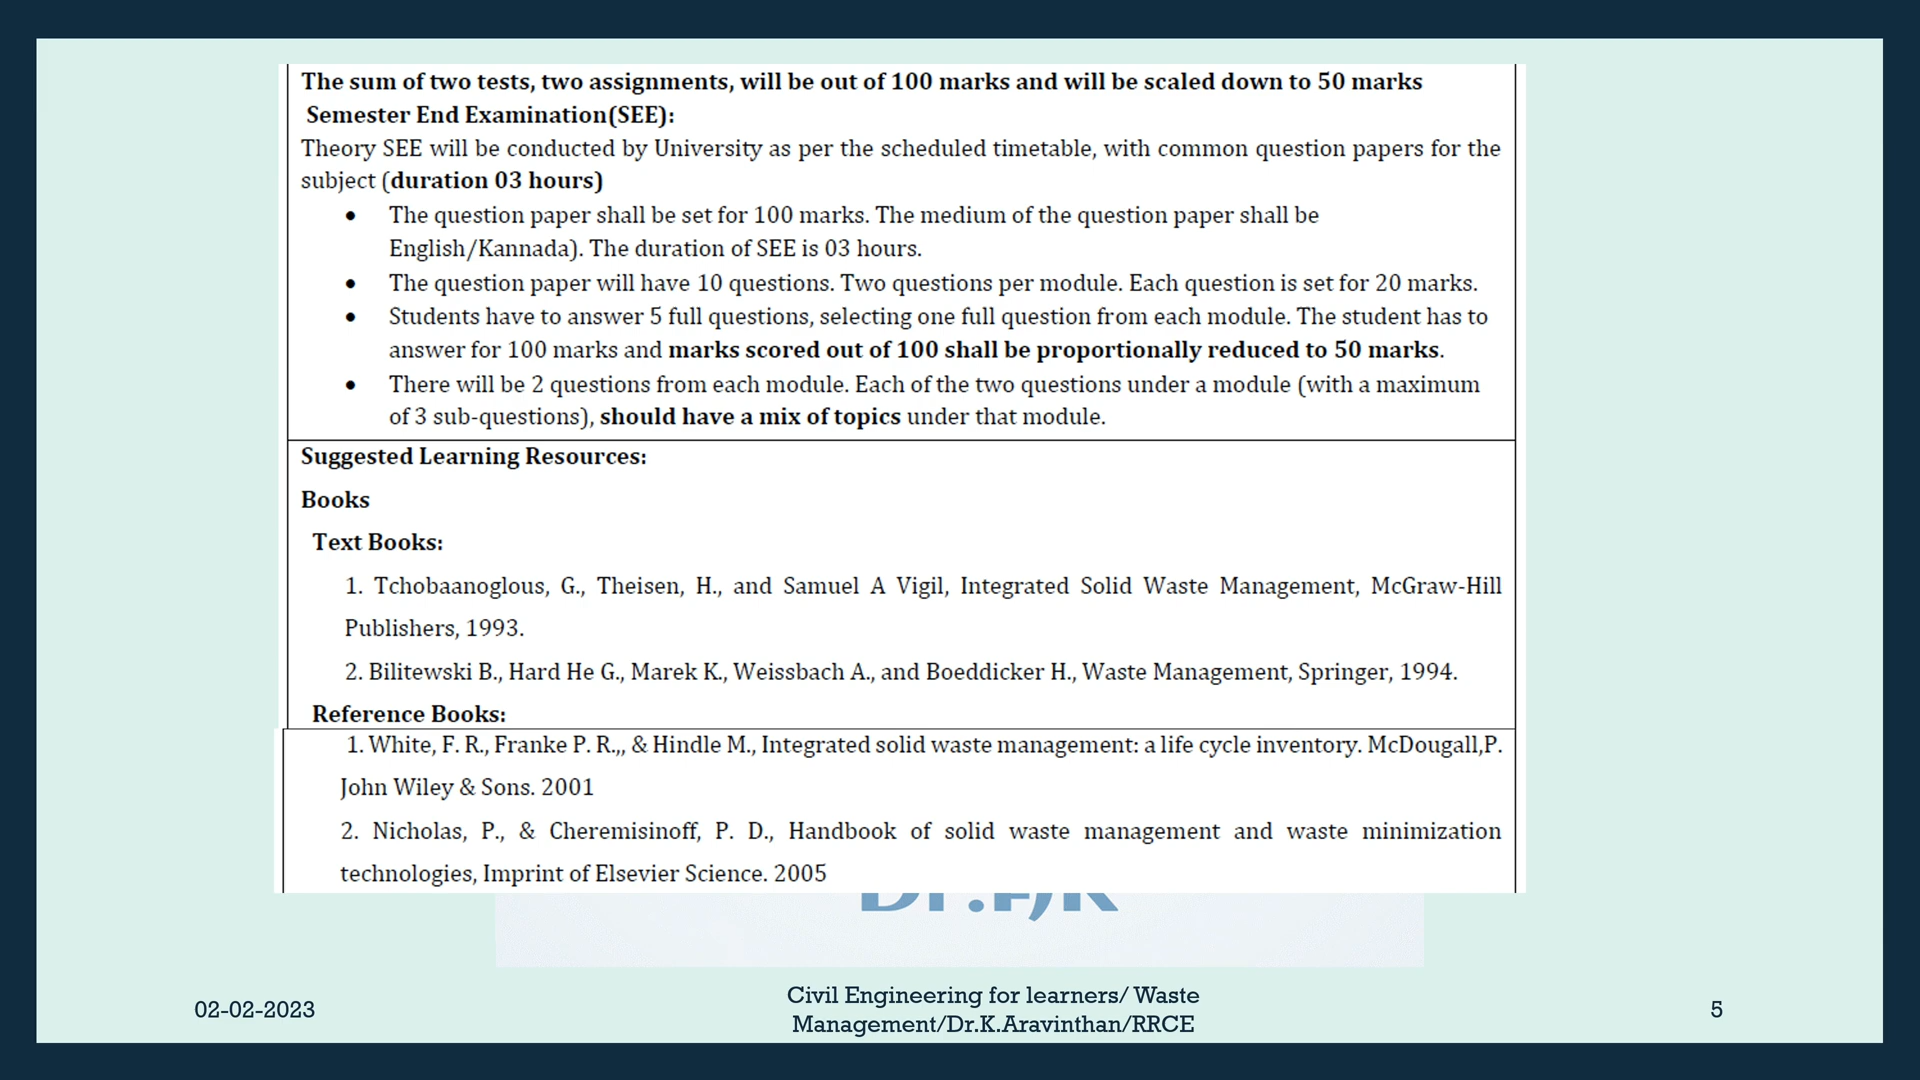 The sum of two tests, two assignments, will be out of 100 marks and will be scaled down to 50 marks
Semester End Examination(SEE):
Theory SEE will be conducted by University as per the scheduled timetable, with common question papers for the
subject (duration 03 hours)
• The question paper shall be set for 100 marks. The medium of the question paper shall be
English/Kannada). The duration of SEE is 03 hours.
• The question paper will have 10 questions. Two questions per module. Each question is set for 20 marks.
• Students have to answer 5 full questions, selecting one full question from each module. The student has to
answer for 100 marks and marks scored out of 100 shall be proportionally reduced to 50 marks.
• There will be 2 questions from each module. Each of the two questions under a module (with a maximum
of 3 sub-questions), should have a mix of topics under that module.
Suggested Learning Resources:
Books
Text Books:
1. Tchobaanoglous, G., Theisen, H., and Samuel A Vigil, Integrated Solid Waste Management, McGraw-Hill
Publishers, 1993.
2. Bilitewski B., Hard He G., Marek K., Weissbach A., and Boeddicker H., Waste Management, Springer, 1994.
Reference Books:
1. White, F. R., Franke P. R.,, & Hindle M., Integrated solid waste management: a life cycle inventory. McDougall,P.
John Wiley & Sons. 2001
2. Nicholas, P., & Cheremisinoff, P. D., Handbook of solid waste management and waste minimization
technologies, Imprint of Elsevier Science. 2005
02-02-2023
Civil Engineering for learners/ Waste
Management/Dr.K.Aravinthan/RRCE
5